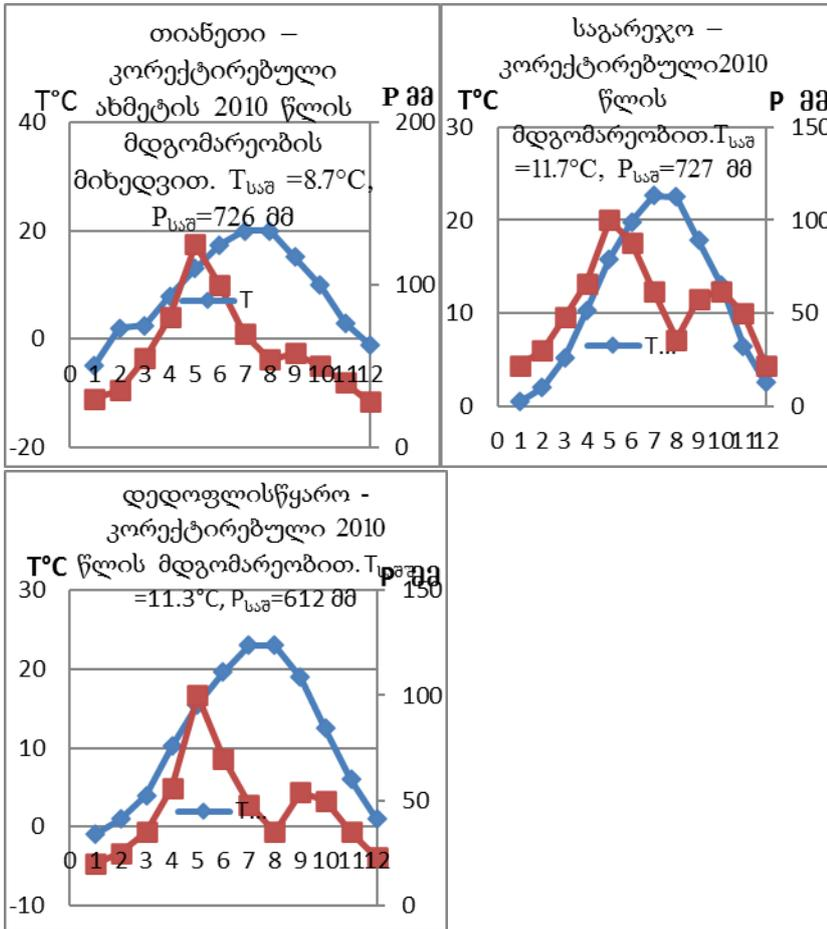 თიანეთი –
კორექტირებული
ახმეტის 2010 წლის
მდგომარეობის
მიხედვით. Tსაშ =8.7°C,
Pსაშ=726 მმ
T°C
P მმ
40
20
0
-20
200
100
0
T
0 1 2 3 4 5 6 7 8 9 10 11 12
საგარეჯო –
კორექტირებული2010
წლის
მდგომარეობით.Tსაშ
=11.7°C, Pსაშ=727 მმ
T°C
P მმ
30
20
10
0
150
100
50
0
T...
0 1 2 3 4 5 6 7 8 9 10 11 12
დედოფლისწყარო -
კორექტირებული 2010
წლის მდგომარეობით.Tსაშ
=11.3°C, Pსაშ=612 მმ
T°C
P მმ
30
20
10
0
-10
150
100
50
0
T...
0 1 2 3 4 5 6 7 8 9 10 11 12